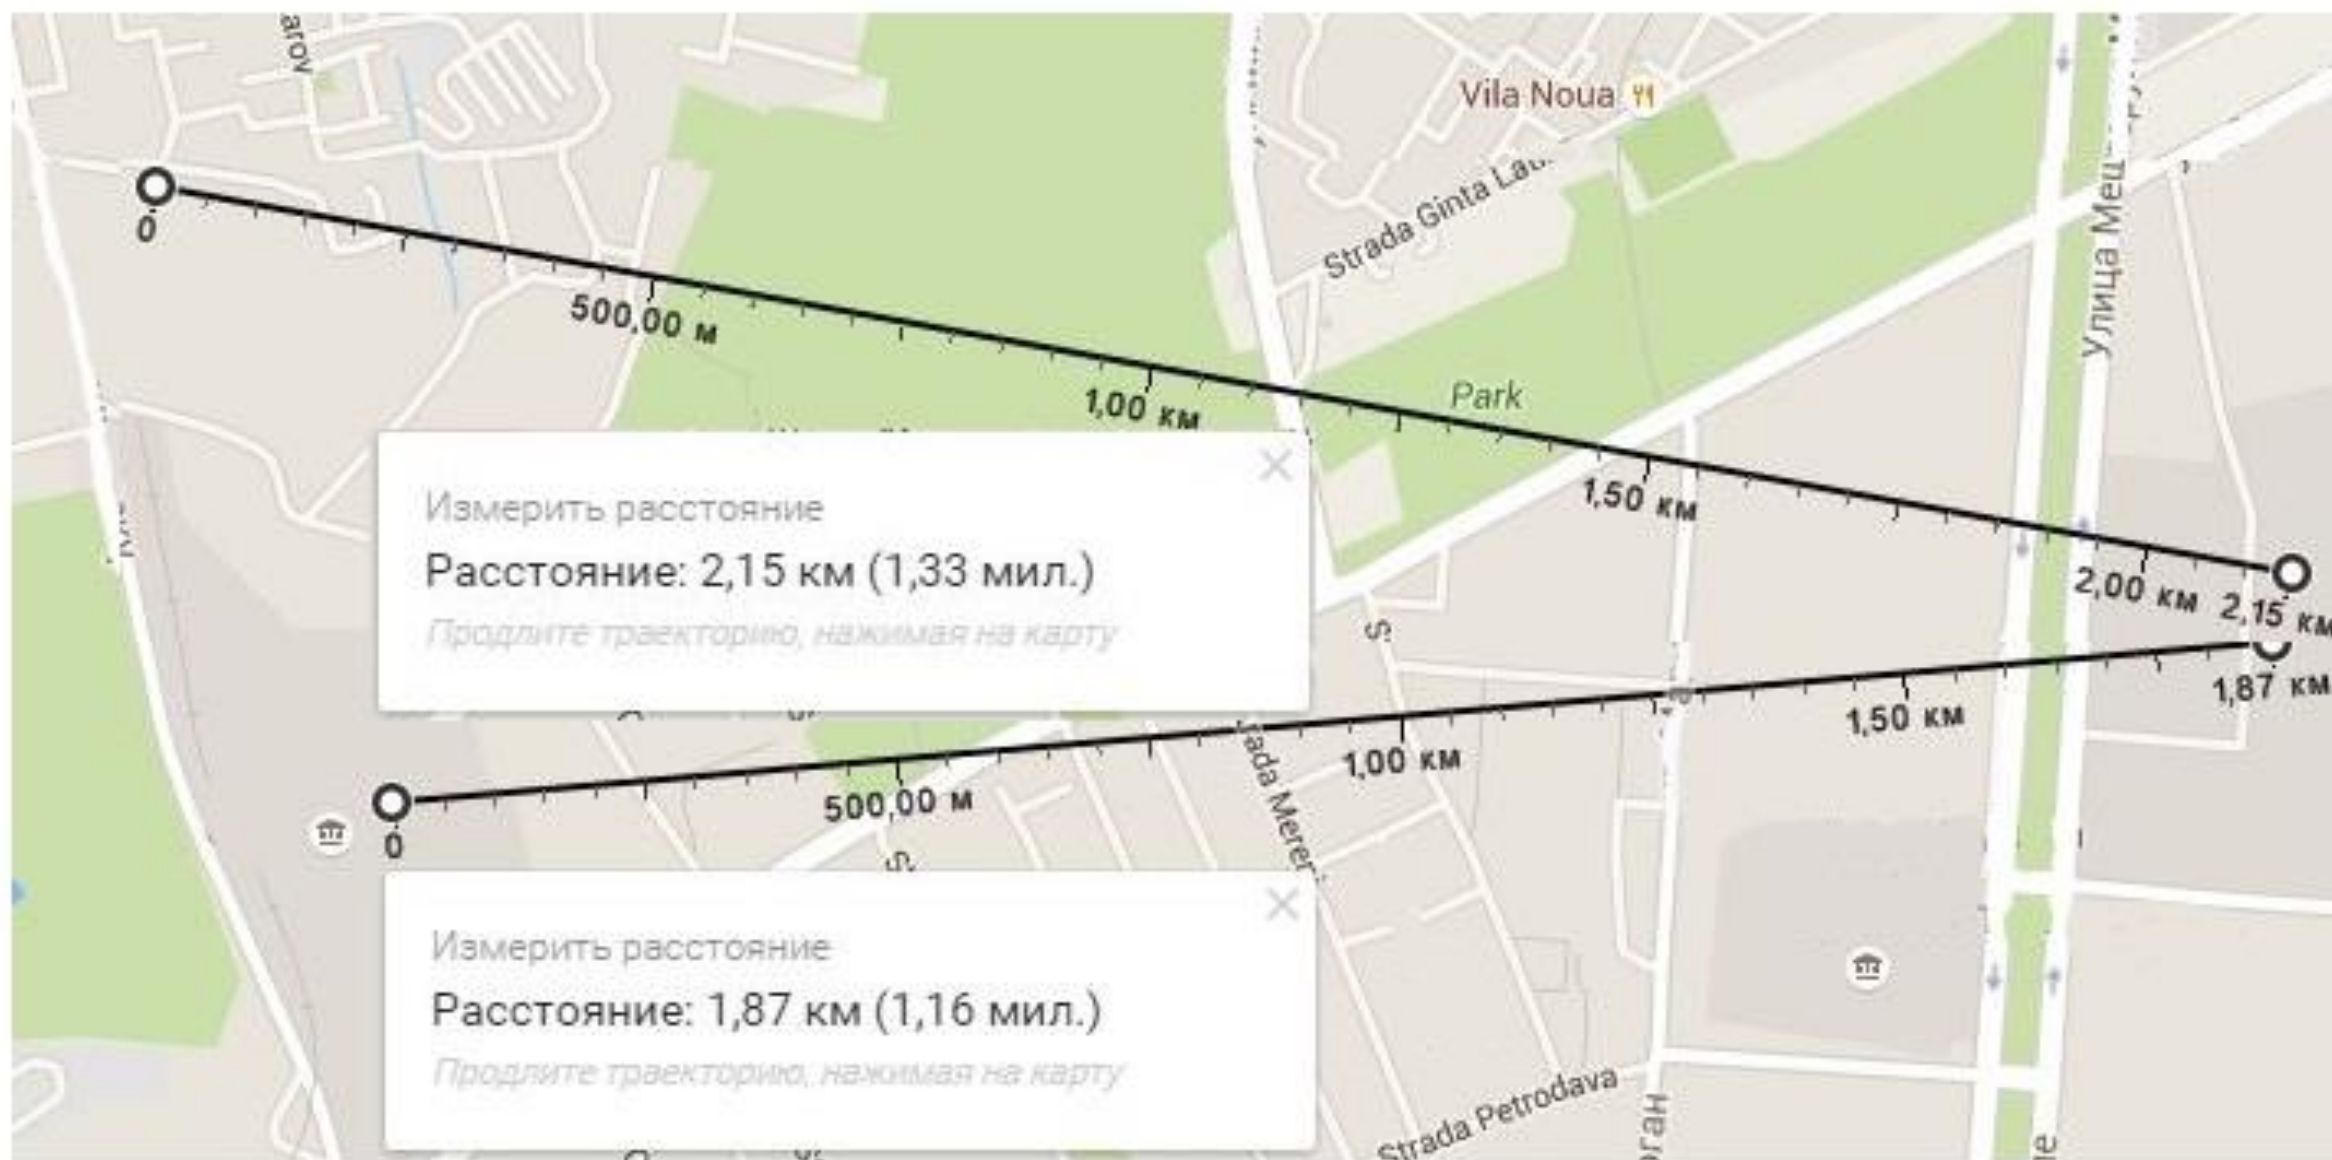 Vila Noua
Strada Ginta
Улица
0
500,00 м
1,00 км
Park
1,50 км
2,00 км
2,15 км
Измерить расстояние
Расстояние: 2,15 км (1,33 мил.)
Продлите траекторию, нажимая на карту
0
500,00 м
1,00 км
1,50 км
1,87 км
Измерить расстояние
Расстояние: 1,87 км (1,16 мил.)
Продлите траекторию, нажимая на карту
Strada Petrodava